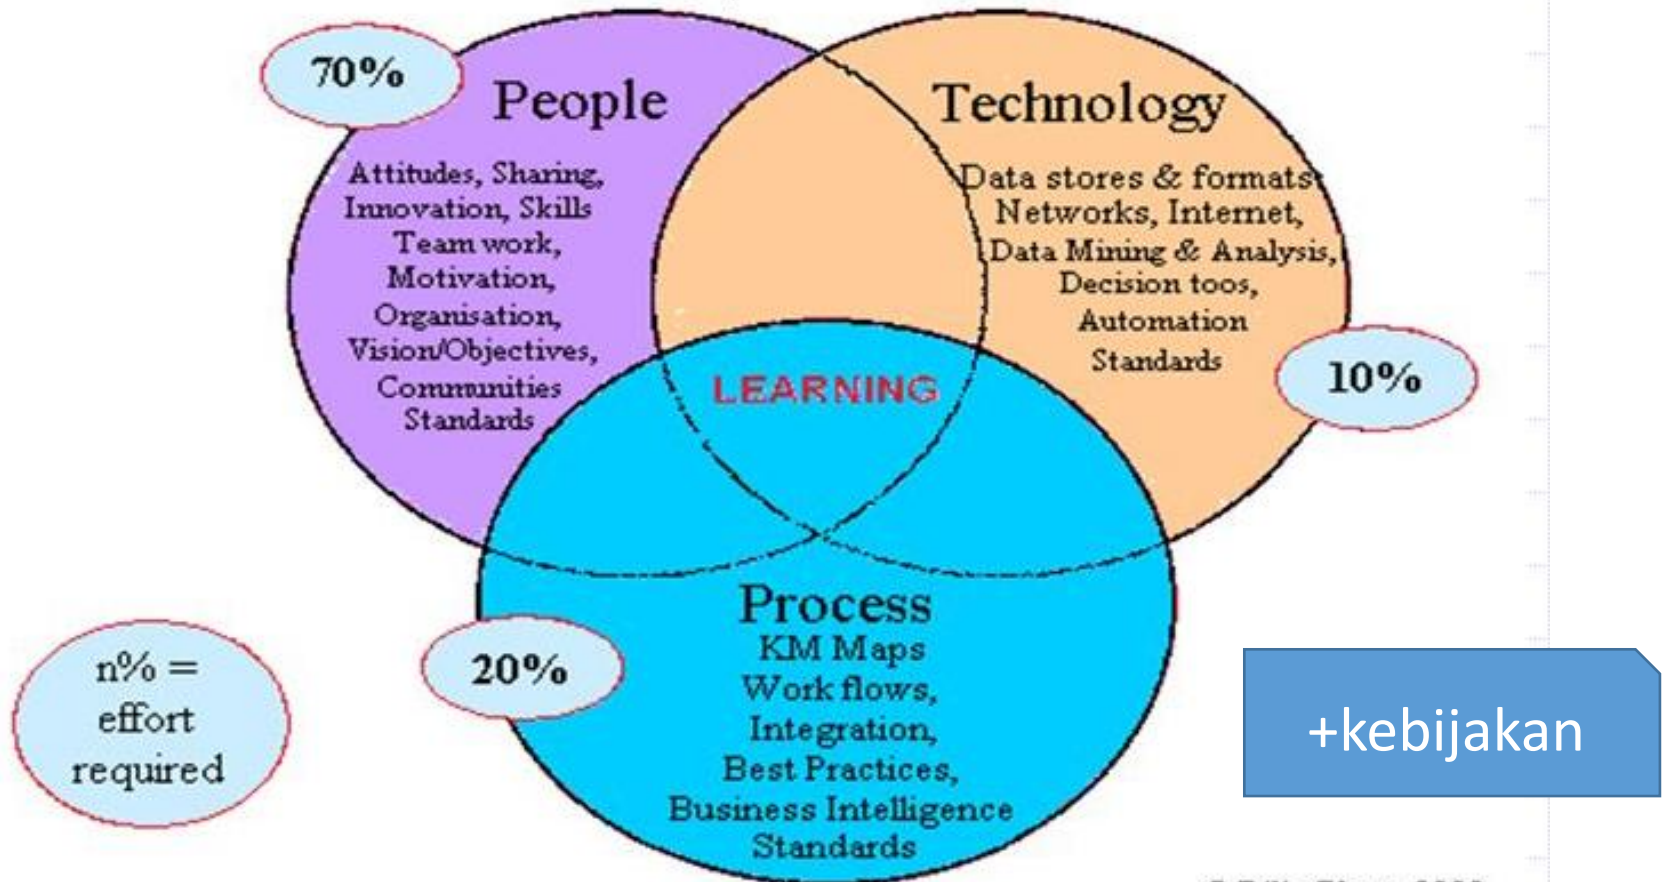 70%
People
Attitudes, Sharing,
Innovation, Skills
Team work,
Motivation,
Organisation,
Vision/Objectives,
Communities
Standards
Technology
Data stores & formats
Networks, Internet,
Data Mining & Analysis,
Decision toos,
Automation
Standards
10%
LEARNING
Process
KM Maps
Work flows,
Integration,
Best Practices,
Business Intelligence
Standards
20%
n% =
effort
required
+kebijakan